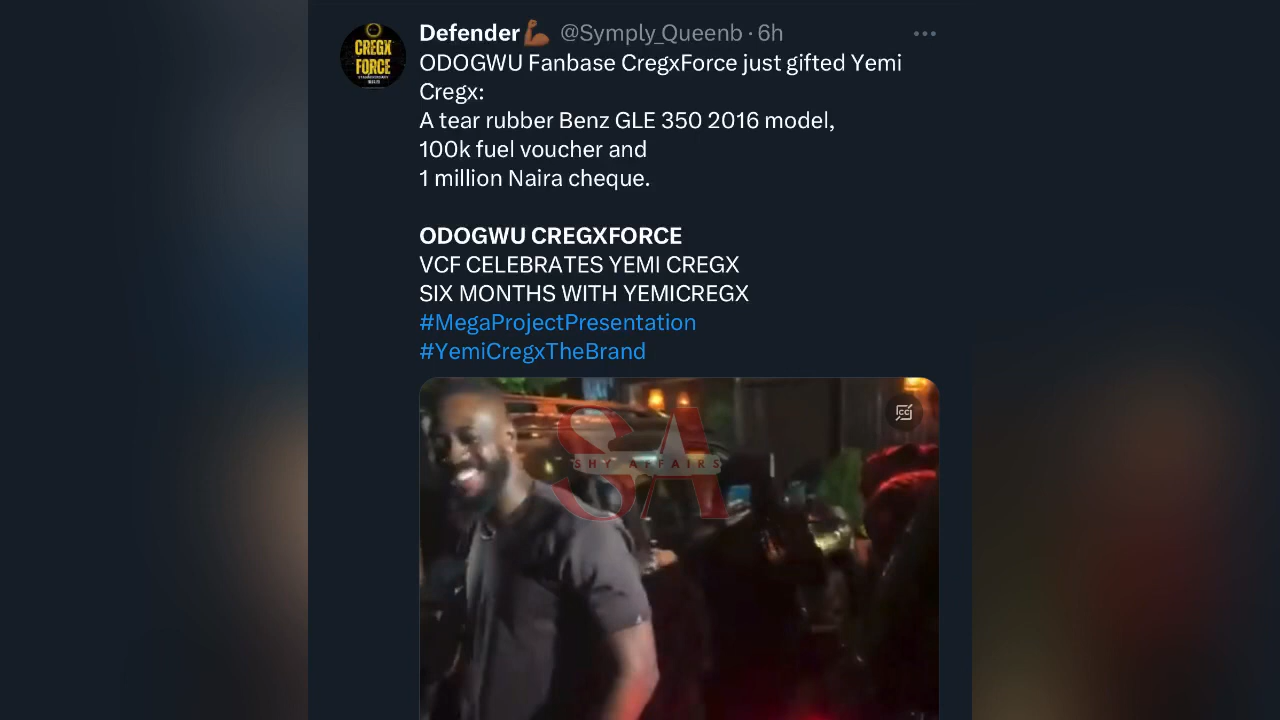 CREGX
FORCE
Defender💪🏾 @Symply_Queenb · 6h
ODOGWU Fanbase CregxForce just gifted Yemi
Cregx:
A tear rubber Benz GLE 350 2016 model,
100k fuel voucher and
1 million Naira cheque.
ODOGWU CREGXFORCE
VCF CELEBRATES YEMI CREGX
SIX MONTHS WITH YEMICREGX
#MegaProjectPresentation
#YemiCregxTheBrand
SA
SHY AFFAIRS